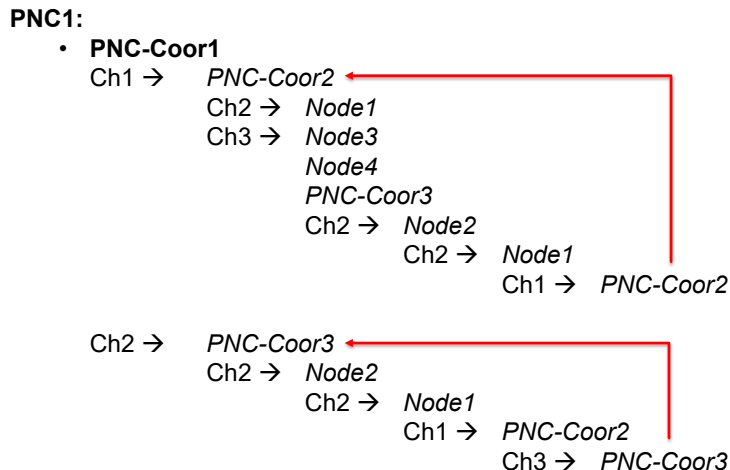 PNC1:
• PNC-Coor1
Ch1 → PNC-Coor2
Ch2 → Node1
Ch3 → Node3
Node4
PNC-Coor3
Ch2 → Node2
Ch2 → Node1
Ch1 → PNC-Coor2
Ch2 → PNC-Coor3
Ch2 → Node2
Ch2 → Node1
Ch1 → PNC-Coor2
Ch3 → PNC-Coor3